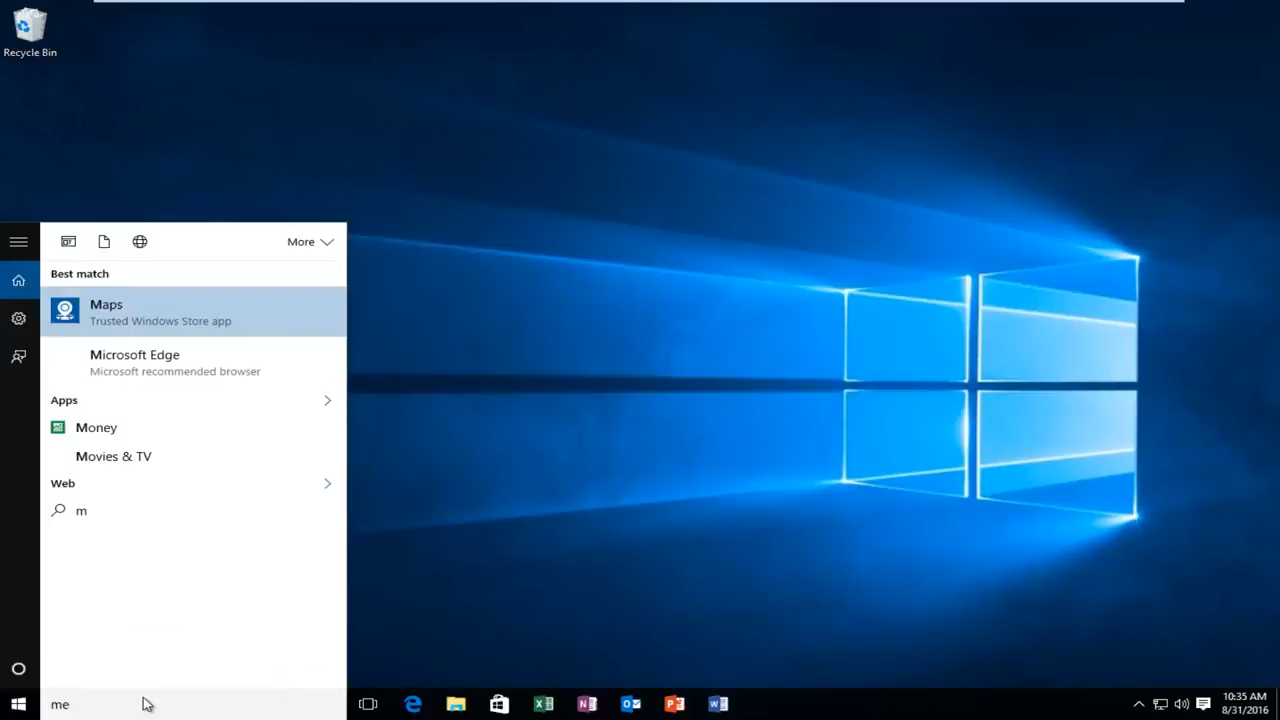 Recycle Bin
More
Best match
Maps
Trusted Windows Store app
Microsoft Edge
Microsoft recommended browser
Apps
Money
Movies & TV
Web
m
me
10:35 AM
8/31/2016